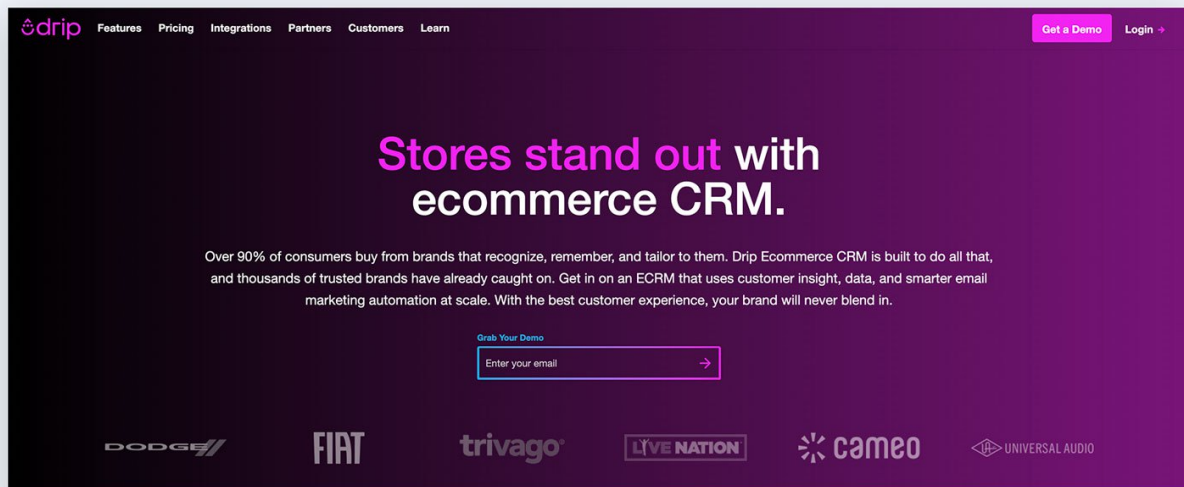 drip Features Pricing Integrations Partners Customers Learn Get a Demo Login →
Stores stand out with
ecommerce CRM.
Over 90% of consumers buy from brands that recognize, remember, and tailor to them. Drip Ecommerce CRM is built to do all that,
and thousands of trusted brands have already caught on. Get in on an ECRM that uses customer insight, data, and smarter email
marketing automation at scale. With the best customer experience, your brand will never blend in.
Grab Your Demo
Enter your email →
DODGE FIAT trivago® LIVE NATION cameo UA UNIVERSAL AUDIO